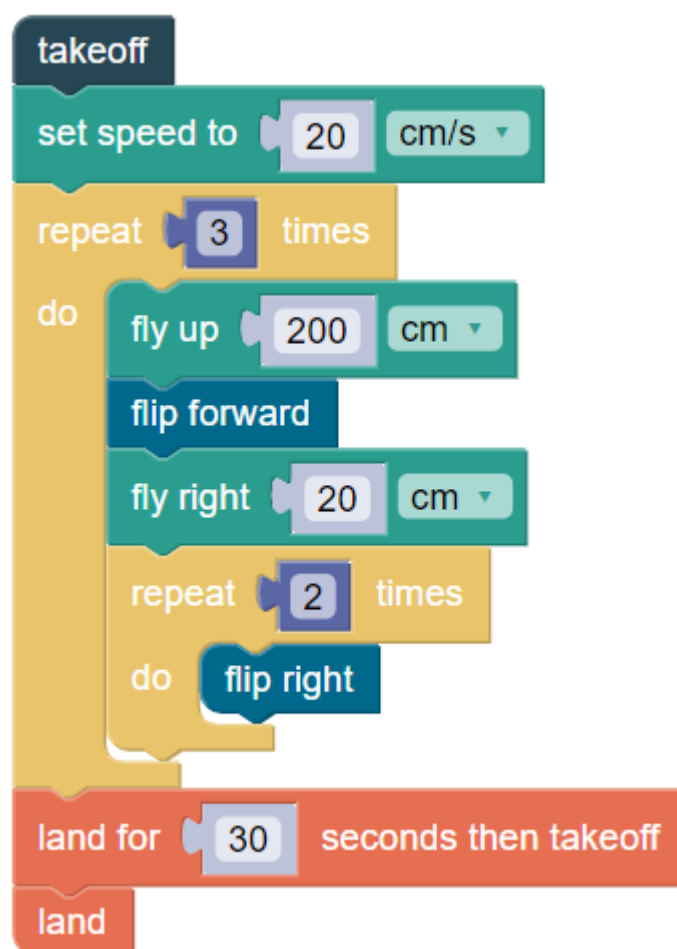 takeoff
set speed to 20 cm/s
repeat 3 times
do
fly up 200 cm
flip forward
fly right 20 cm
repeat 2 times
do flip right
land for 30 seconds then takeoff
land